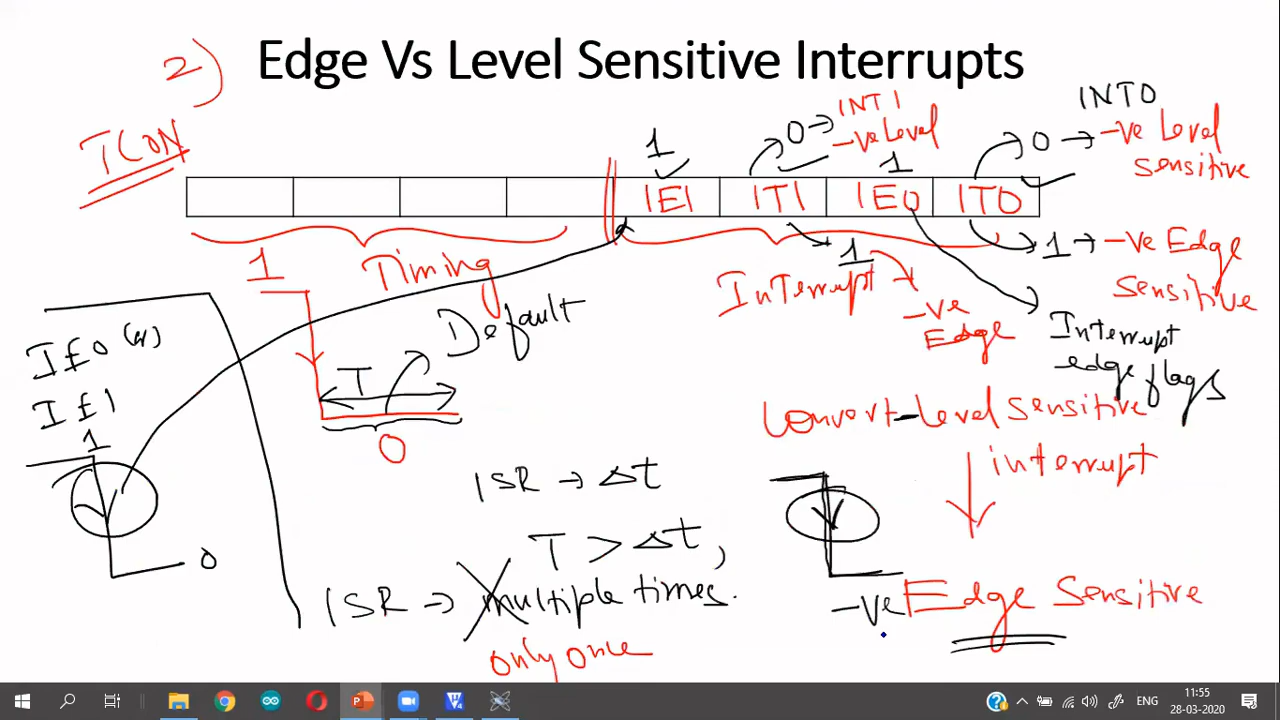 2)
Edge Vs Level Sensitive Interrupts
TCON
1
0 → INT1
-ve Level
1
INT0
0 → -ve Level
sensitive
IE1
IT1
IE0
IT0
1
Timing
Interrupt
1
-ve
Edge
1 → -ve Edge
sensitive
Interrupt
edge flags
Default
T
0
IE0 (or)
IE1
1
0
Convert - Level sensitive
interrupt
-ve Edge Sensitive
ISR → Δt
T > Δt,
ISR → multiple times.
only once
ENG
11:55
28-03-2020